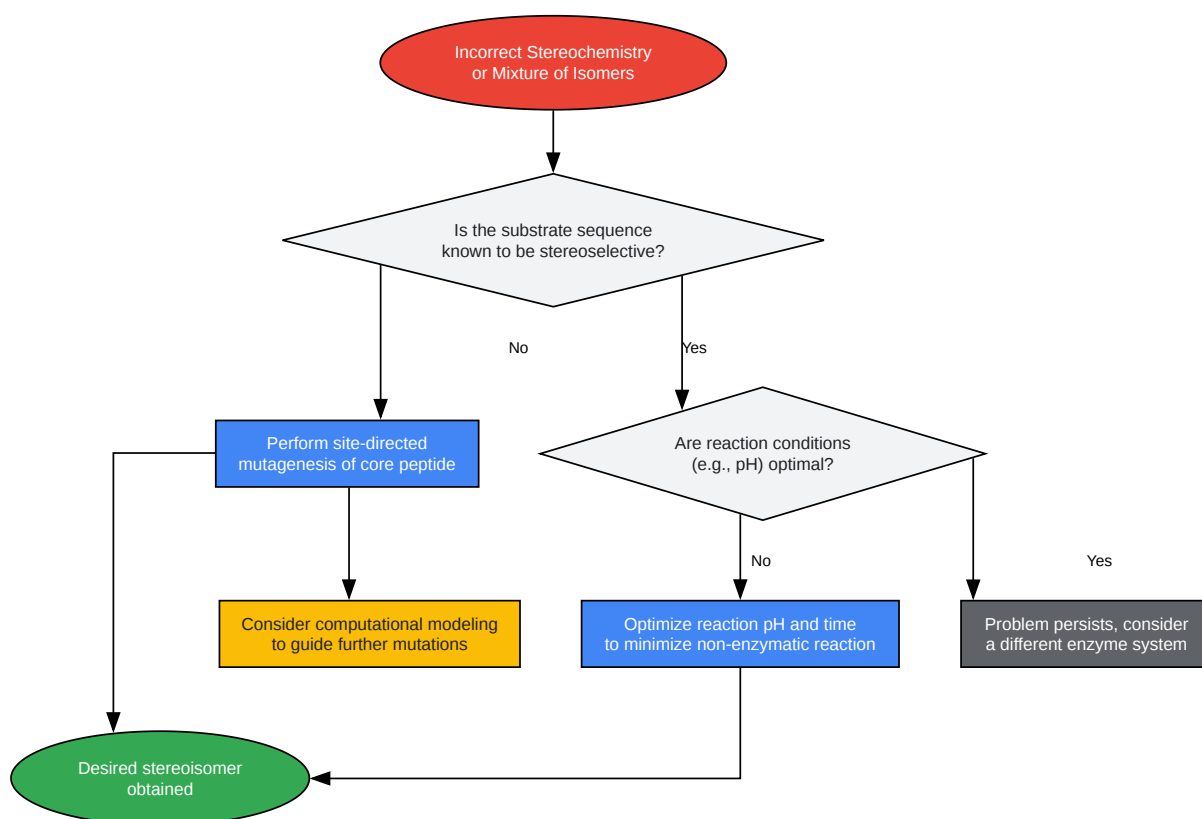 Incorrect Stereochemistry
or Mixture of Isomers
Is the substrate sequence
known to be stereoselective?
No
Yes
Perform site-directed
mutagenesis of core peptide
Are reaction conditions
(e.g., pH) optimal?
No
Yes
Consider computational modeling
to guide further mutations
Optimize reaction pH and time
to minimize non-enzymatic reaction
Problem persists, consider
a different enzyme system
Desired stereoisomer
obtained